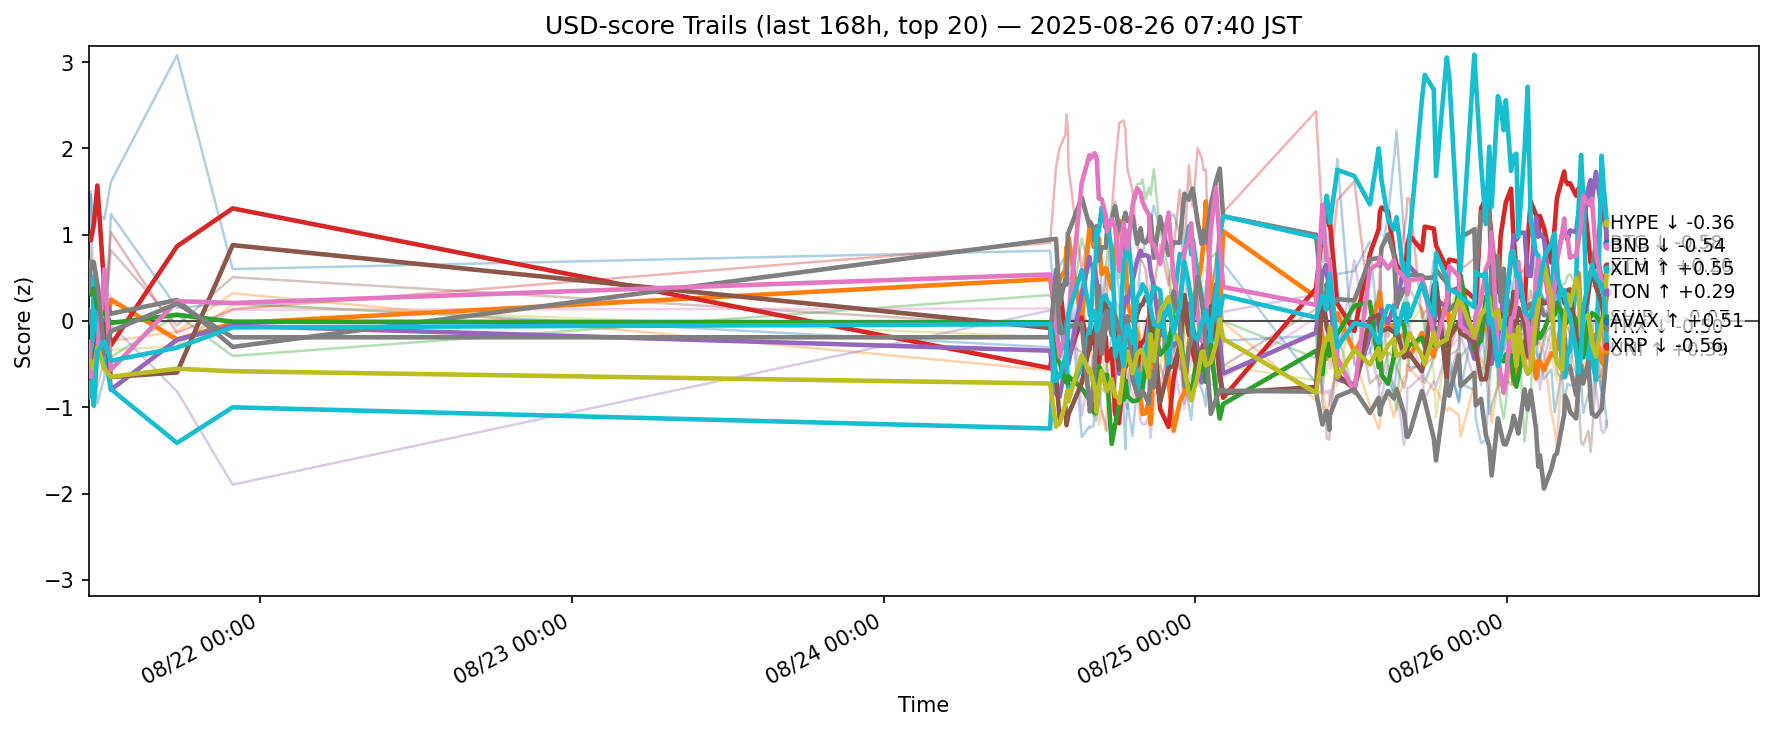 USD-score Trails (last 168h, top 20) — 2025-08-26 07:40 JST
Score (z)
3
2
1
0
−1
−2
−3
HYPE ↓ -0.36
BNB ↓ -0.54
XLM ↑ +0.55
TON ↑ +0.29
AVAX ↑ +0.51
XRP ↓ -0.56
08/22 00:00
08/23 00:00
08/24 00:00
08/25 00:00
08/26 00:00
Time